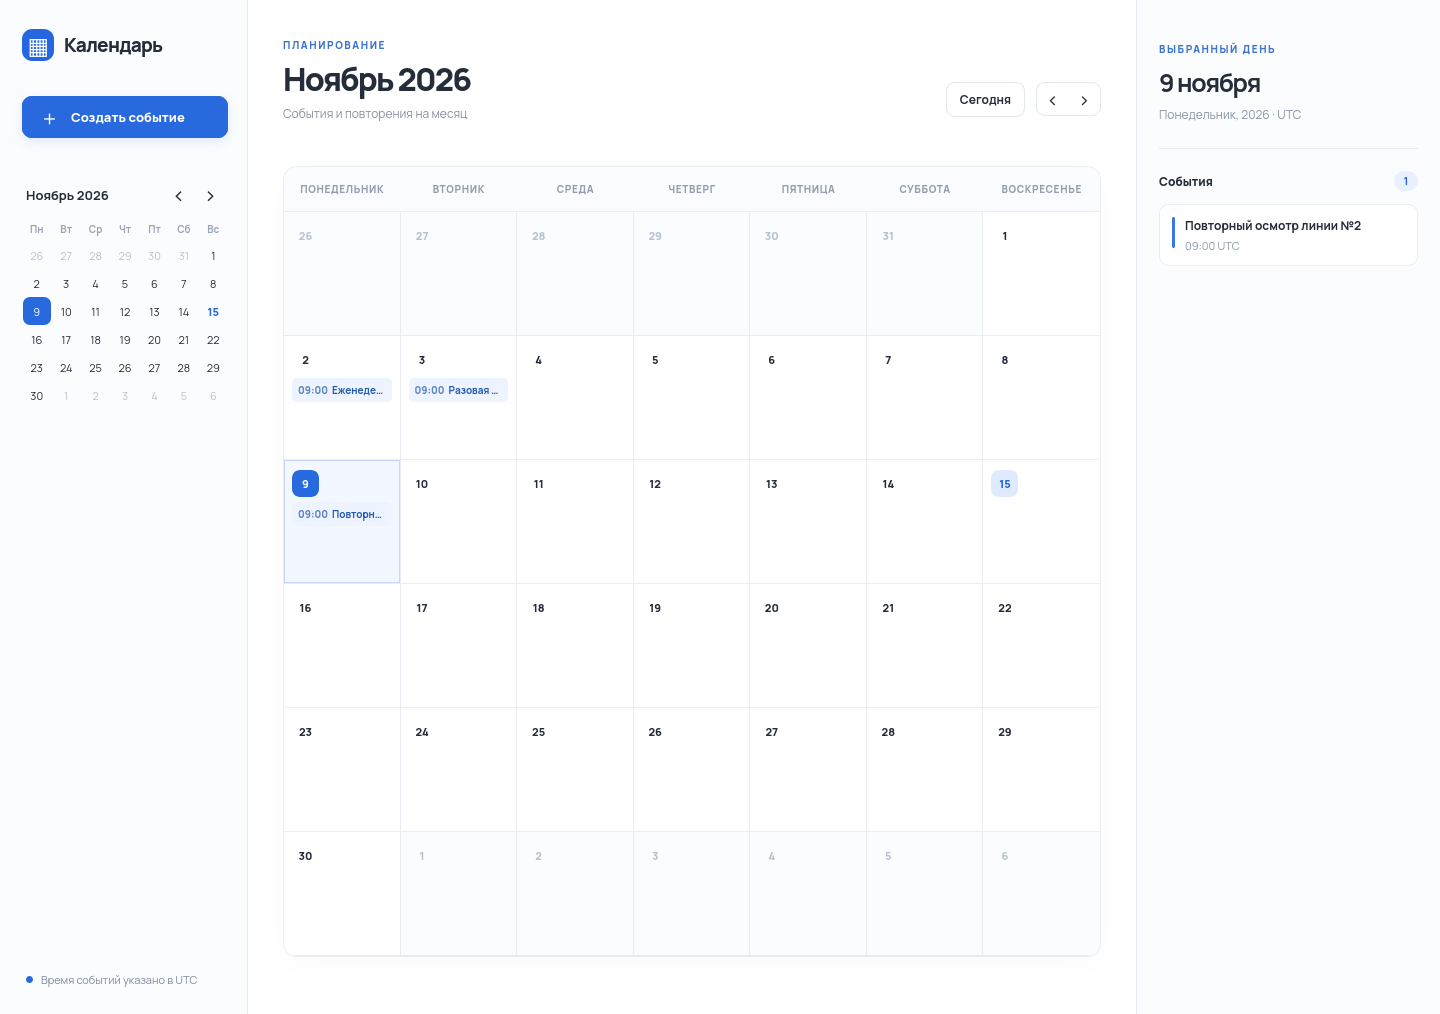 Календарь
+ Создать событие
Ноябрь 2026
Пн Вт Ср Чт Пт Сб Вс
26 27 28 29 30 31 1
2 3 4 5 6 7 8
9 10 11 12 13 14 15
16 17 18 19 20 21 22
23 24 25 26 27 28 29
30 1 2 3 4 5 6
Время событий указано в UTC
ПЛАНИРОВАНИЕ
Ноябрь 2026
События и повторения на месяц
Сегодня
ПОНЕДЕЛЬНИК ВТОРНИК СРЕДА ЧЕТВЕРГ ПЯТНИЦА СУББОТА ВОСКРЕСЕНЬЕ
26 27 28 29 30 31 1
2 3 4 5 6 7 8
09:00 Еженеде... 09:00 Разовая ...
9 10 11 12 13 14 15
09:00 Повторн...
16 17 18 19 20 21 22
23 24 25 26 27 28 29
30 1 2 3 4 5 6
ВЫБРАННЫЙ ДЕНЬ
9 ноября
Понедельник, 2026 · UTC
События 1
Повторный осмотр линии №2
09:00 UTC